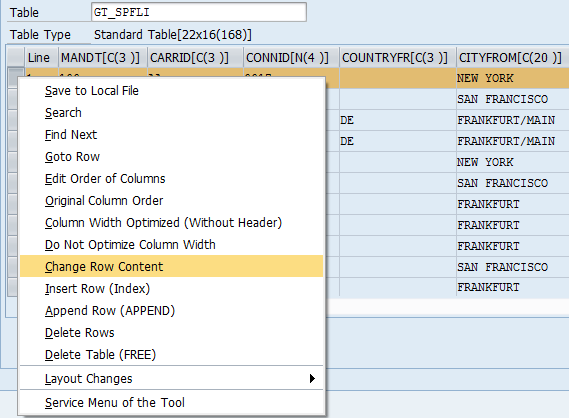 Table GT_SPFLI
Table Type Standard Table[22x16(168)]
Line MANDT[C(3 )] CARRID[C(3 )] CONNID[N(4 )] COUNTRYFR[C(3 )] CITYFROM[C(20 )]
NEW YORK
Save to Local File
SAN FRANCISCO
Search
DE FRANKFURT/MAIN
Find Next
DE FRANKFURT/MAIN
Goto Row
NEW YORK
Edit Order of Columns
SAN FRANCISCO
Original Column Order
FRANKFURT
Column Width Optimized (Without Header)
FRANKFURT
Do Not Optimize Column Width
FRANKFURT
Change Row Content
SAN FRANCISCO
Insert Row (Index)
FRANKFURT
Append Row (APPEND)
Delete Rows
Delete Table (FREE)
Layout Changes
Service Menu of the Tool